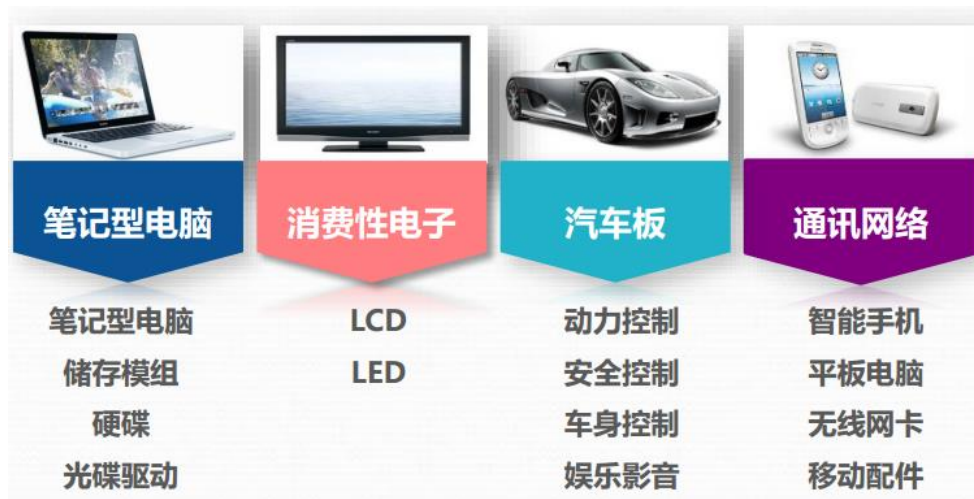 笔记型电脑
消费性电子
汽车板
通讯网络
笔记型电脑
LCD
动力控制
智能手机
储存模组
LED
安全控制
平板电脑
硬碟
车身控制
无线网卡
光碟驱动
娱乐影音
移动配件